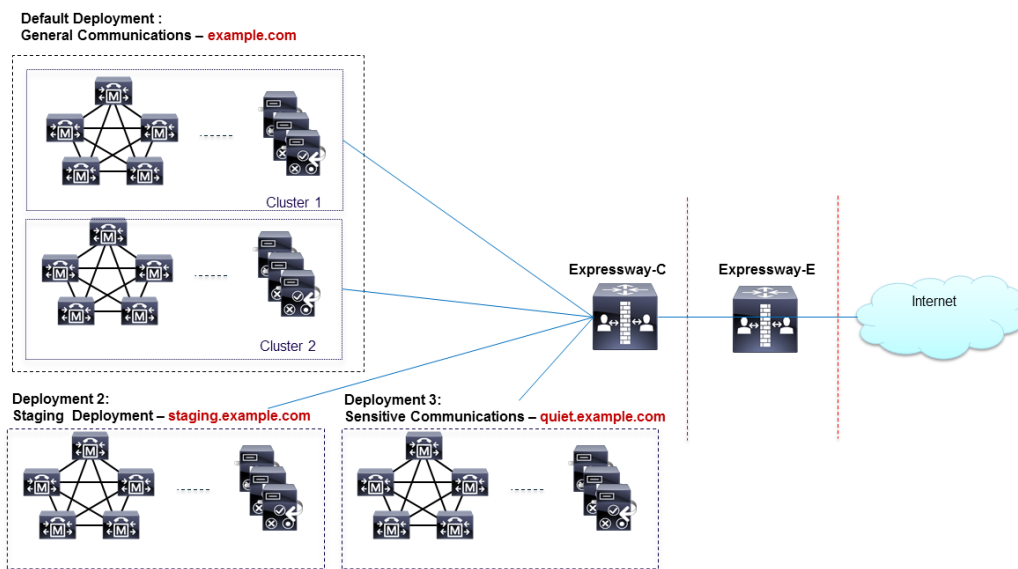 Default Deployment :
General Communications – example.com
M
M
M
M
M
Cluster 1
M
M
M
M
M
Cluster 2
Expressway-C
Expressway-E
Internet
Deployment 2:
Staging Deployment – staging.example.com
M
M
M
M
M
Deployment 3:
Sensitive Communications – quiet.example.com
M
M
M
M
M